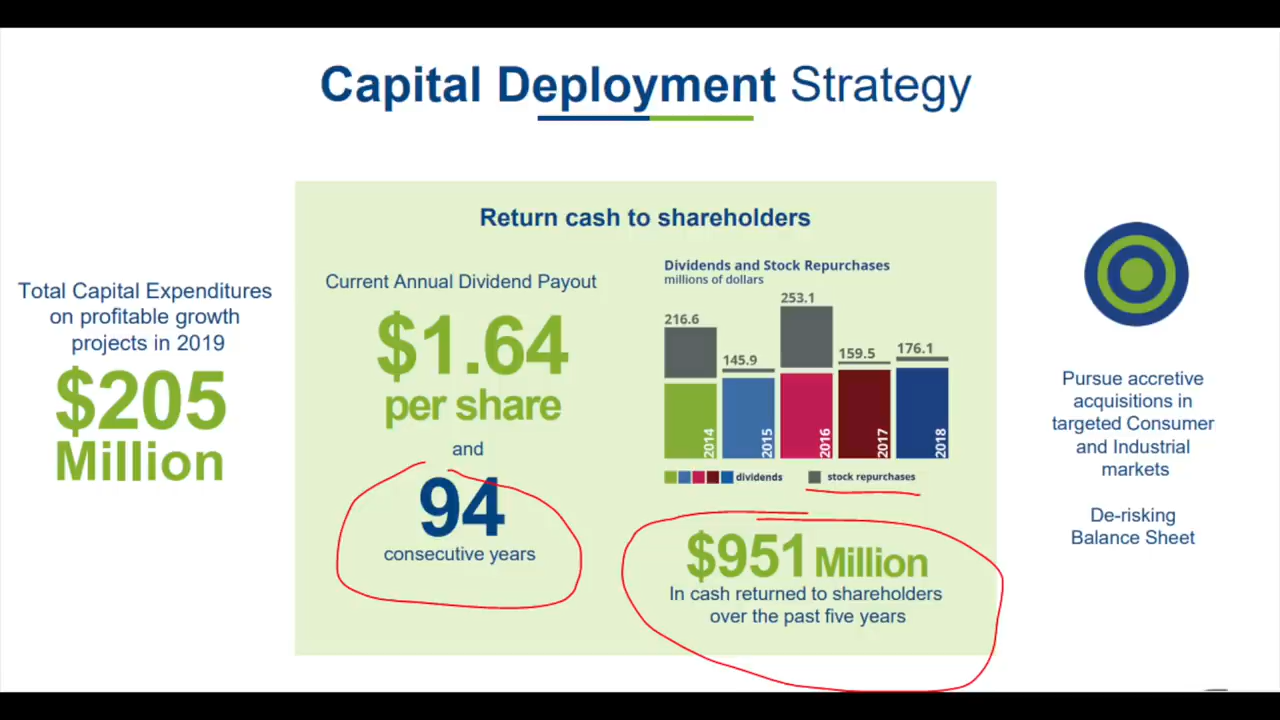 Capital Deployment Strategy
Total Capital Expenditures
on profitable growth
projects in 2019
$205
Million
Return cash to shareholders
Current Annual Dividend Payout
$1.64
per share
and
94
consecutive years
Dividends and Stock Repurchases
millions of dollars
216.6
145.9
253.1
159.5
176.1
2014
2015
2016
2017
2018
dividends
stock repurchases
$951 Million
In cash returned to shareholders
over the past five years
Pursue accretive
acquisitions in
targeted Consumer
and Industrial
markets
De-risking
Balance Sheet